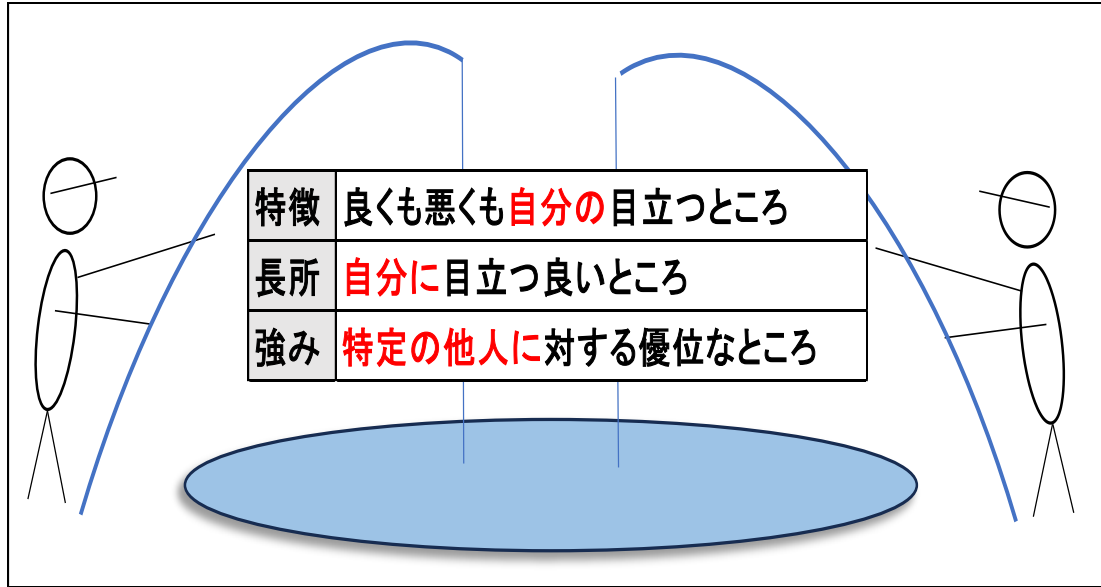 特徴 良くも悪くも自分の目立つところ
長所 自分に目立つ良いところ
強み 特定の他人に対する優位なところ